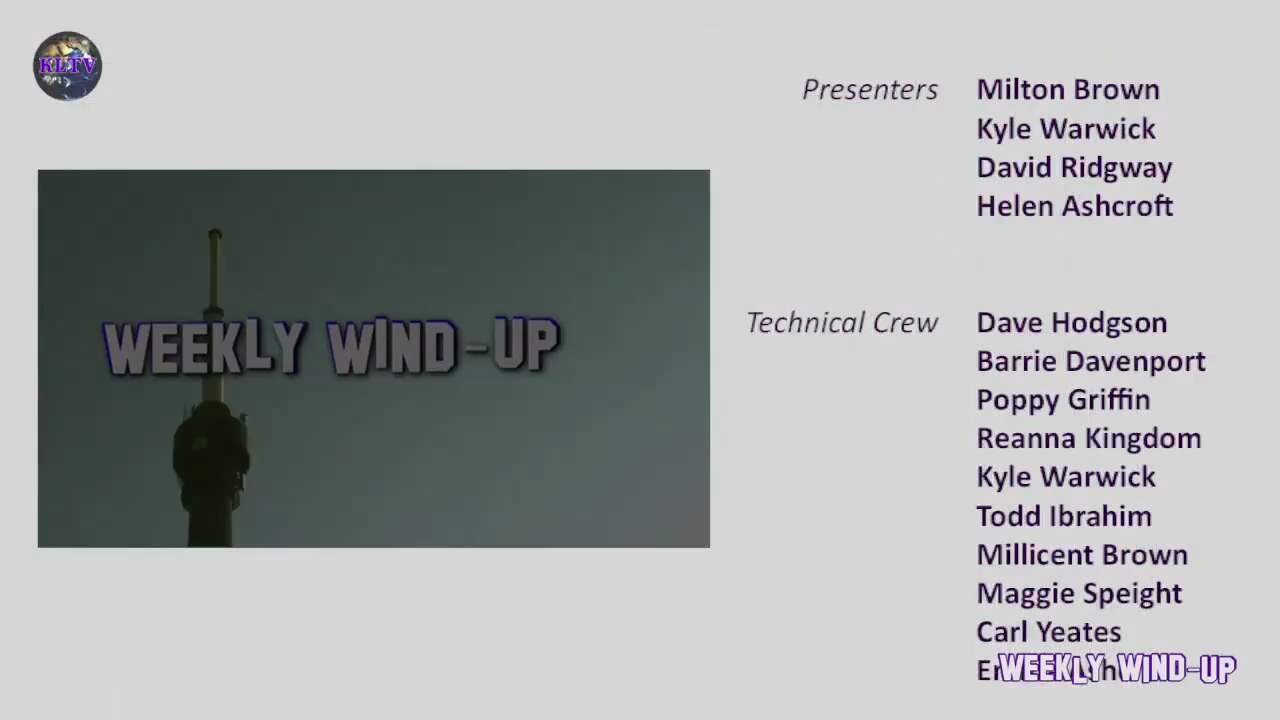 KLTV
Presenters Milton Brown
Kyle Warwick
David Ridgway
Helen Ashcroft
WEEKLY WIND-UP
Technical Crew Dave Hodgson
Barrie Davenport
Poppy Griffin
Reanna Kingdom
Kyle Warwick
Todd Ibrahim
Millicent Brown
Maggie Speight
Carl Yeates
WEEKLY WIND-UP